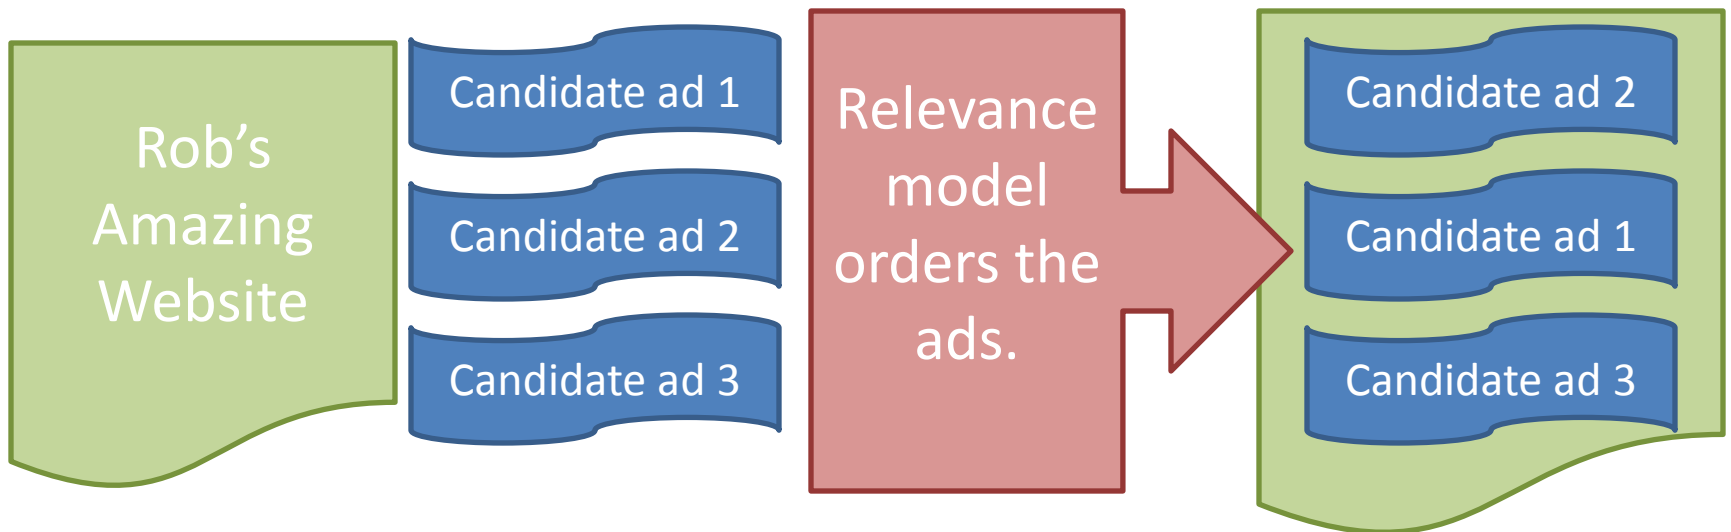 Rob’s
Amazing
Website
Candidate ad 1
Candidate ad 2
Candidate ad 3
Relevance
model
orders the
ads.
Candidate ad 2
Candidate ad 1
Candidate ad 3